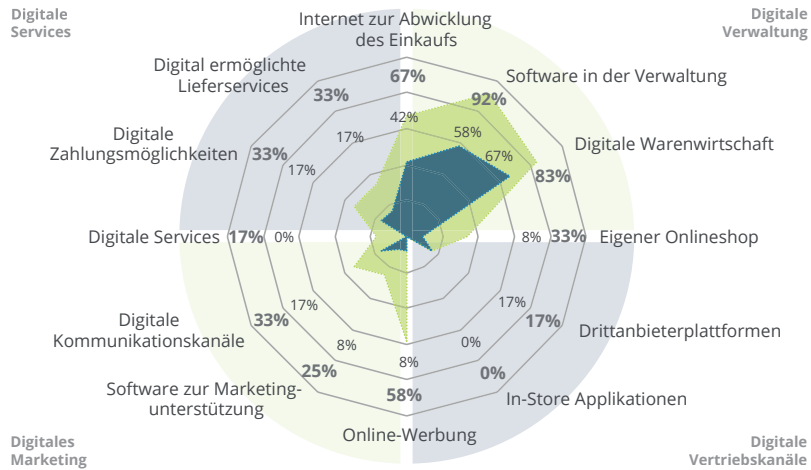 Digitale
Services
Internet zur Abwicklung
des Einkaufs
Digitale
Verwaltung
Digital ermöglichte
Lieferservices
67%
Software in der Verwaltung
33%
92%
42%
17%
58%
Digitale
Zahlungsmöglichkeiten
33%
17%
67%
Digitale Warenwirtschaft
83%
Digitale Services
17%
0%
8%
33%
Eigener Onlineshop
Digitale
Kommunikationskanäle
33%
17%
17%
17%
Drittanbieterplattformen
8%
0%
25%
8%
0%
Software zur Marketing-
unterstützung
58%
In-Store Applikationen
Online-Werbung
Digitales
Marketing
Digitale
Vertriebskanäle